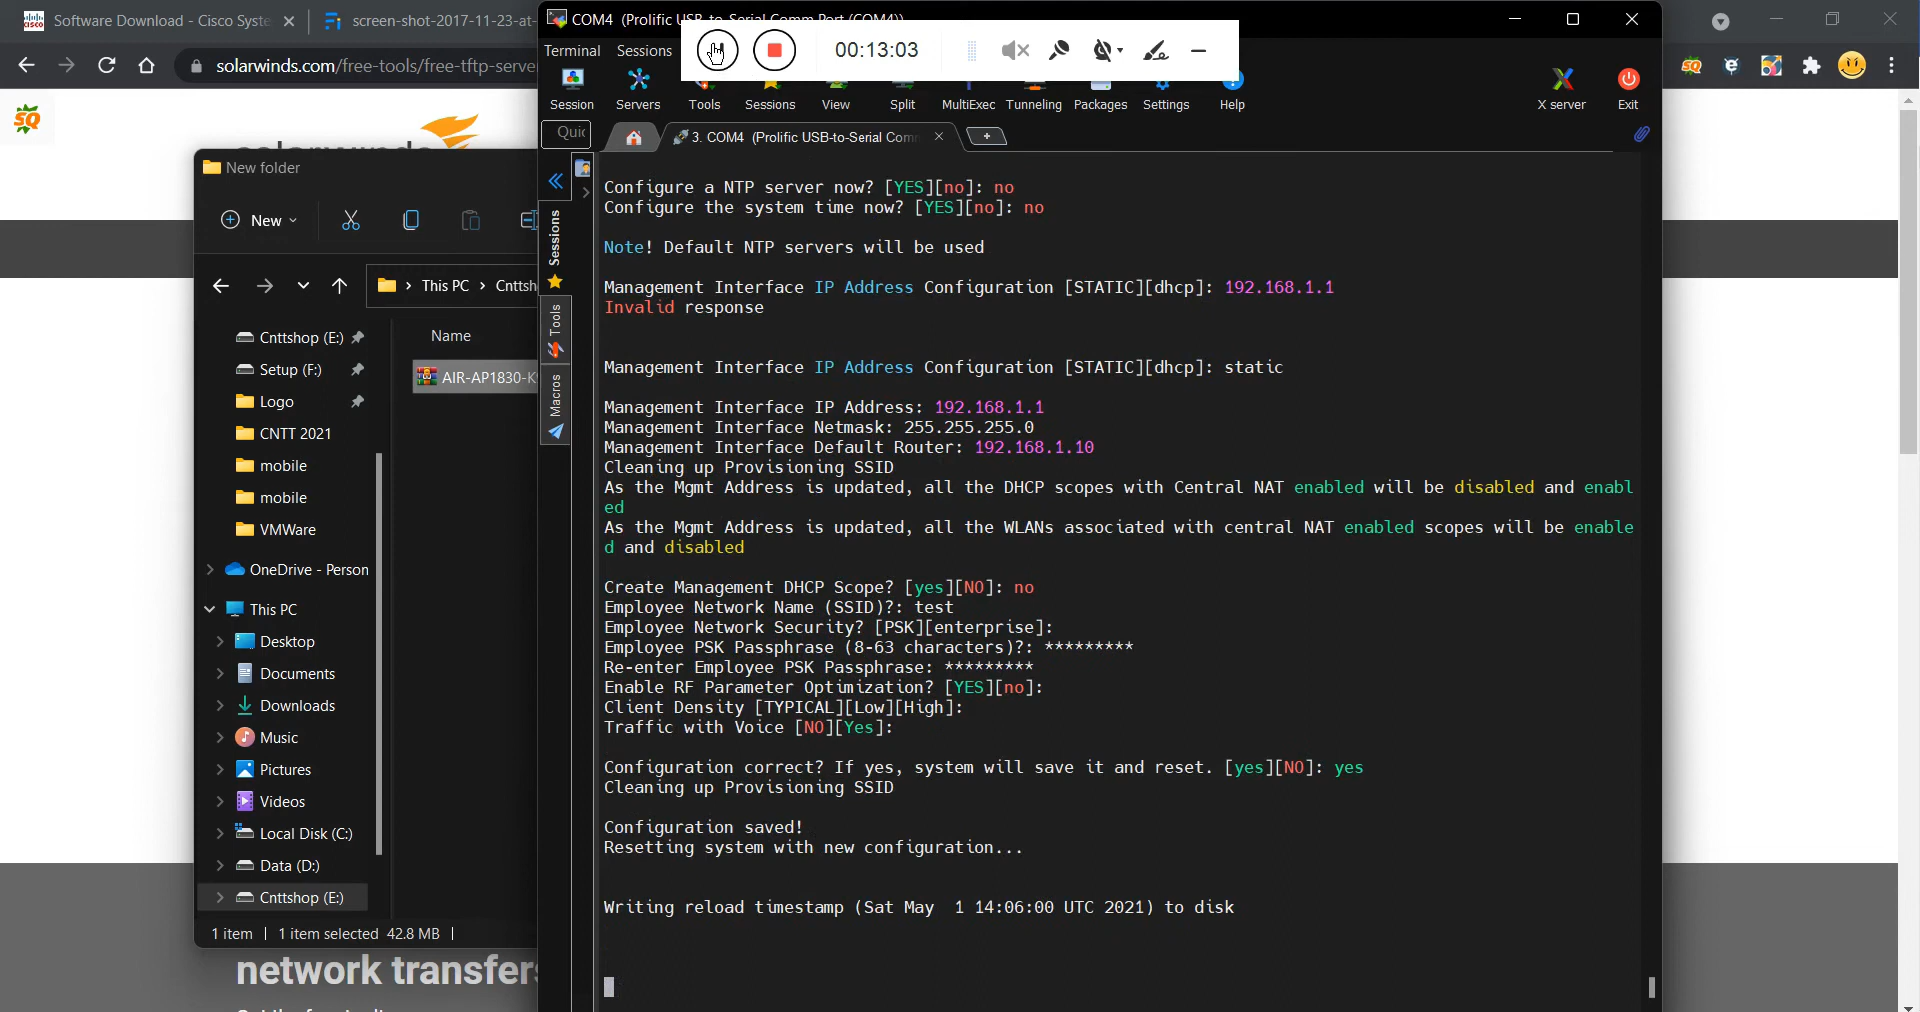 Software Download - Cisco Syste
screen-shot-2017-11-23-at-
COM4 (Prolific USB-to-Serial Comm Port (COM4))
solarwinds.com/free-tools/free-tftp-serve
00:13:03
Terminal Sessions
Session Servers Tools Sessions View Split MultiExec Tunneling Packages Settings Help X server Exit
Quic
3. COM4 (Prolific USB-to-Serial Com
Sessions
Tools
Macros
New folder
New
This PC > Cnttsh
Name
AIR-AP1830-K
Cnttshop (E:)
Setup (F:)
Logo
CNTT 2021
mobile
mobile
VMWare
OneDrive - Person
This PC
Desktop
Documents
Downloads
Music
Pictures
Videos
Local Disk (C:)
Data (D:)
Cnttshop (E:)
1 item | 1 item selected 42.8 MB |
network transfers
Configure a NTP server now? [YES][no]: no
Configure the system time now? [YES][no]: no
Note! Default NTP servers will be used
Management Interface IP Address Configuration [STATIC][dhcp]: 192.168.1.1
Invalid response
Management Interface IP Address Configuration [STATIC][dhcp]: static
Management Interface IP Address: 192.168.1.1
Management Interface Netmask: 255.255.255.0
Management Interface Default Router: 192.168.1.10
Cleaning up Provisioning SSID
As the Mgmt Address is updated, all the DHCP scopes with Central NAT enabled will be disabled and enabl
ed
As the Mgmt Address is updated, all the WLANs associated with central NAT enabled scopes will be enable
d and disabled
Create Management DHCP Scope? [yes][NO]: no
Employee Network Name (SSID)?: test
Employee Network Security? [PSK][enterprise]:
Employee PSK Passphrase (8-63 characters)?: *********
Re-enter Employee PSK Passphrase: *********
Enable RF Parameter Optimization? [YES][no]:
Client Density [TYPICAL][Low][High]:
Traffic with Voice [NO][Yes]:
Configuration correct? If yes, system will save it and reset. [yes][NO]: yes
Cleaning up Provisioning SSID
Configuration saved!
Resetting system with new configuration...
Writing reload timestamp (Sat May  1 14:06:00 UTC 2021) to disk